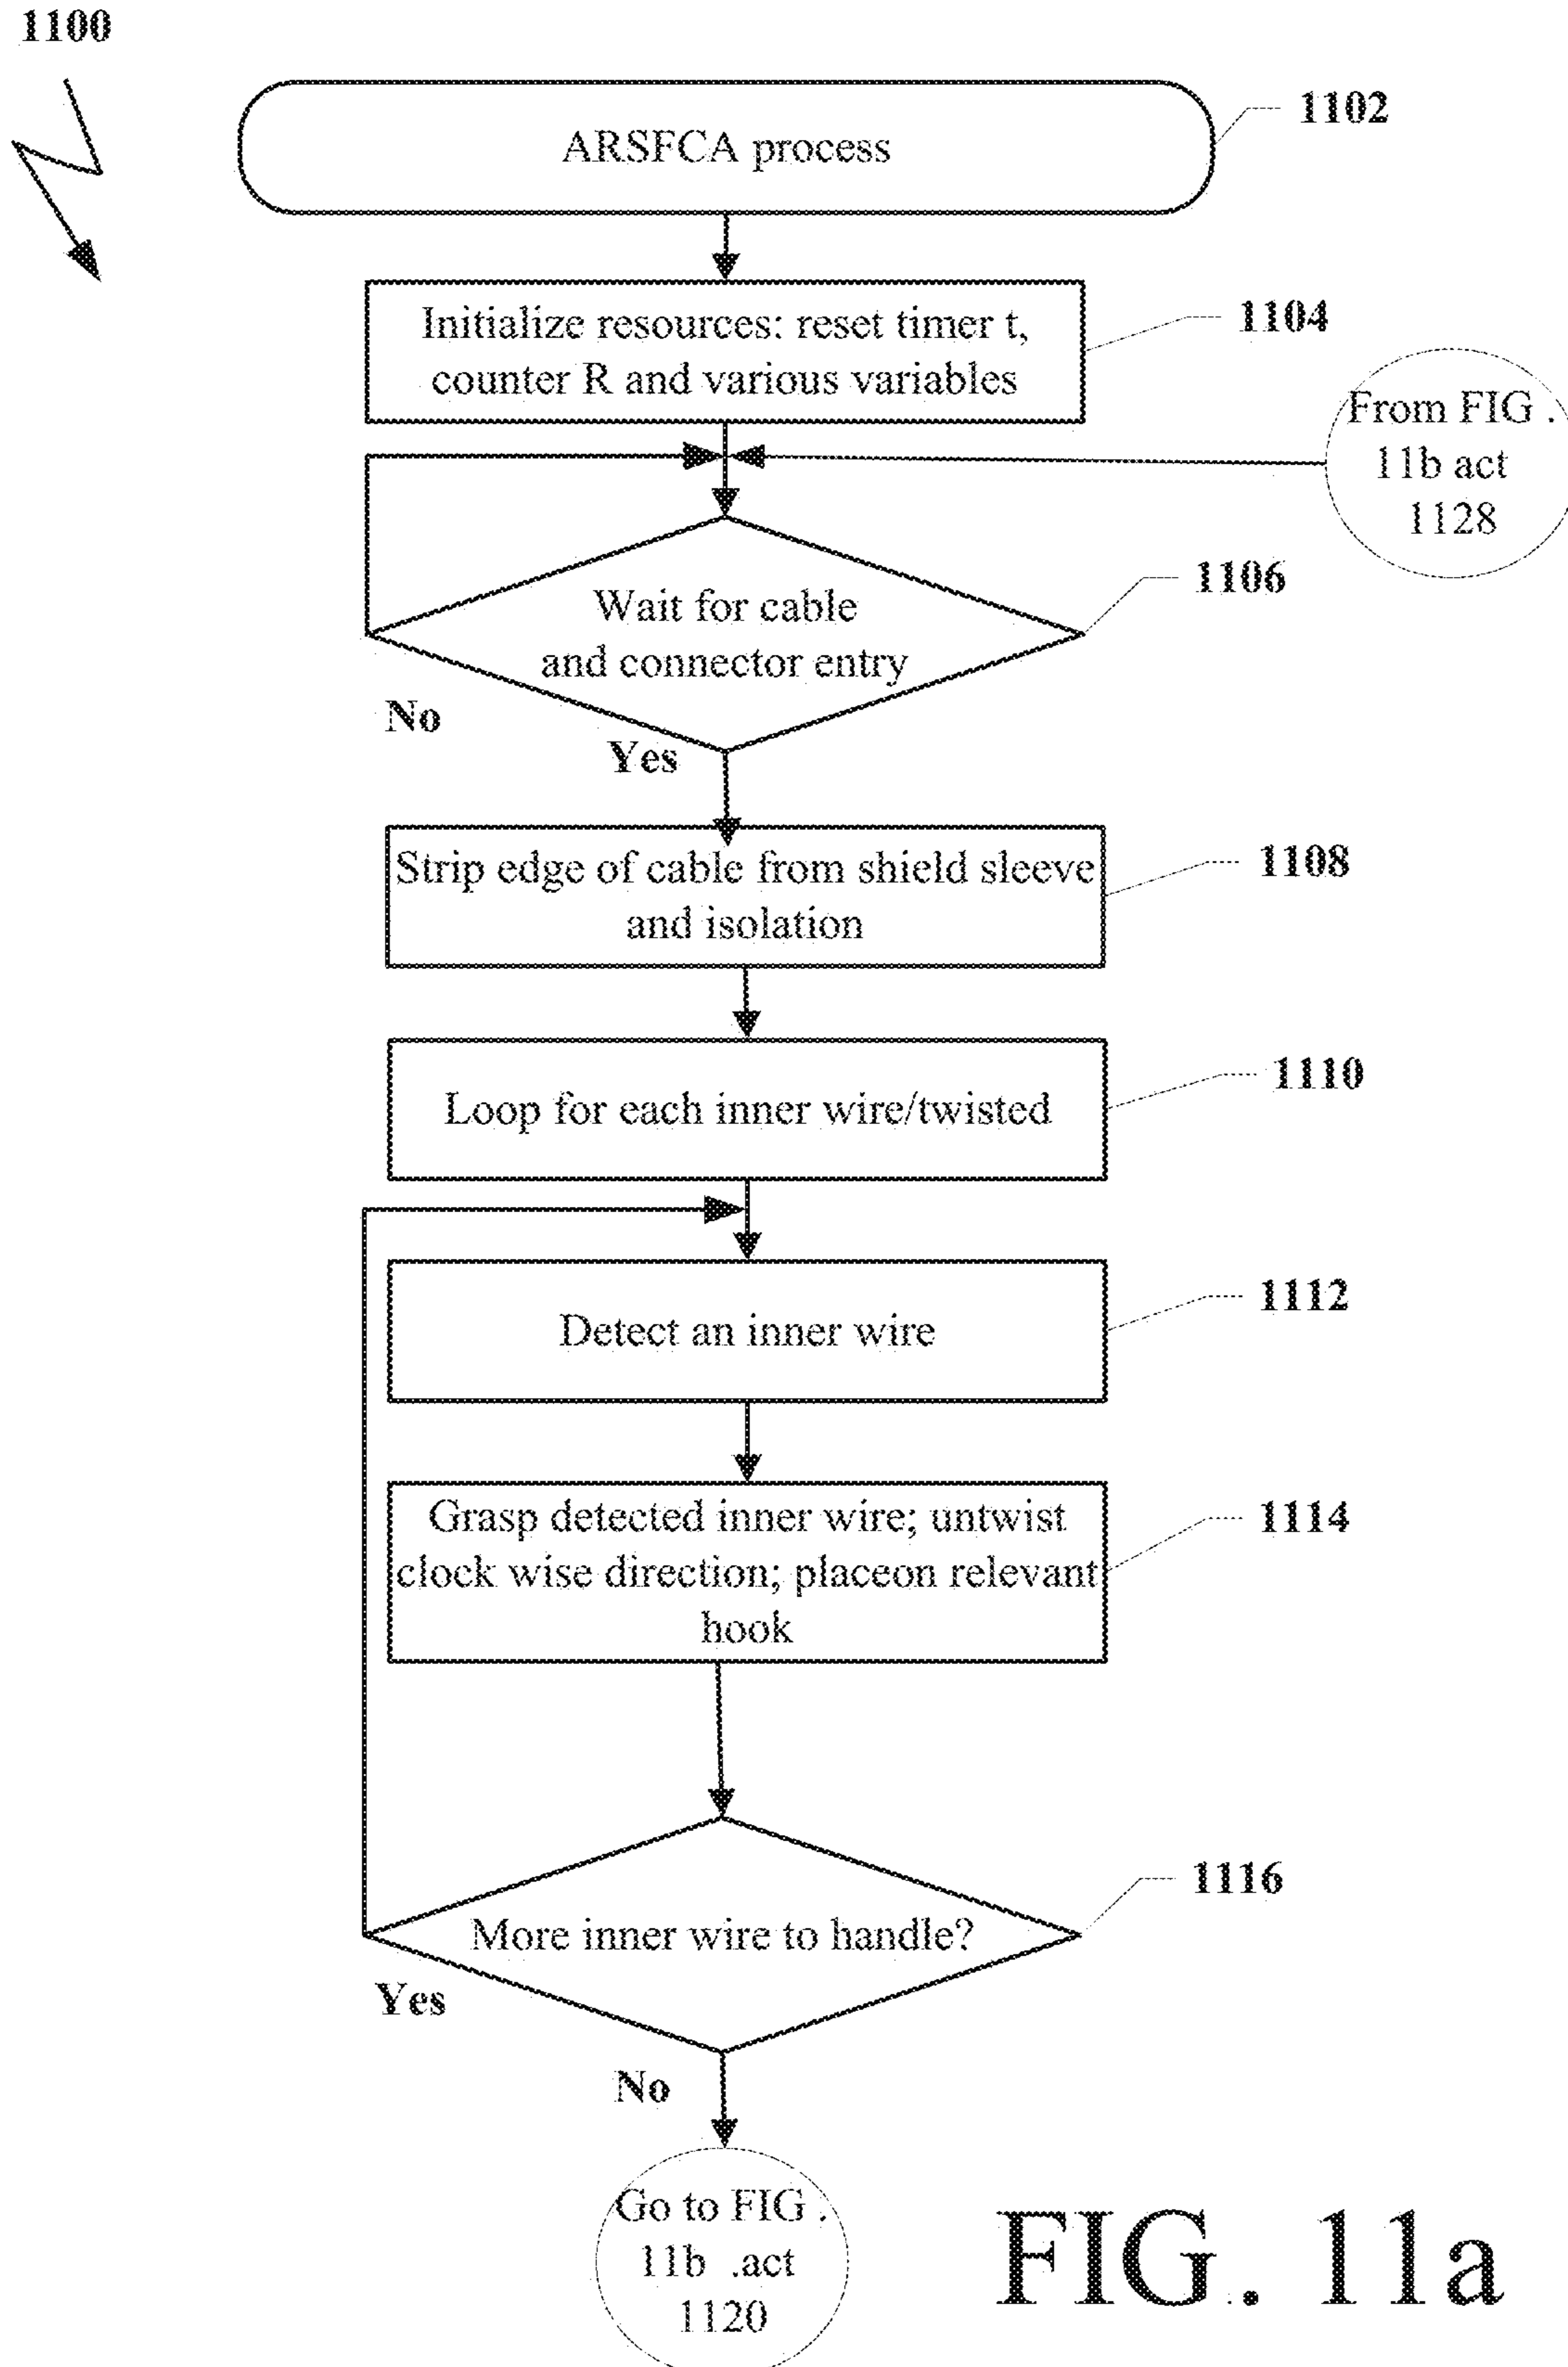 1100
ARSFCA process
1102
Initialize resources: reset timer t,
counter R and various variables
1104
From FIG .
11b act
1128
Wait for cable
and connector entry
1106
No
Yes
Strip edge of cable from shield sleeve
and isolation
1108
Loop for each inner wire/twisted
1110
Detect an inner wire
1112
Grasp detected inner wire; untwist
clock wise direction; placeon relevant
hook
1114
More inner wire to handle?
1116
Yes
No
Go to FIG .
11b .act
1120
FIG. 11a